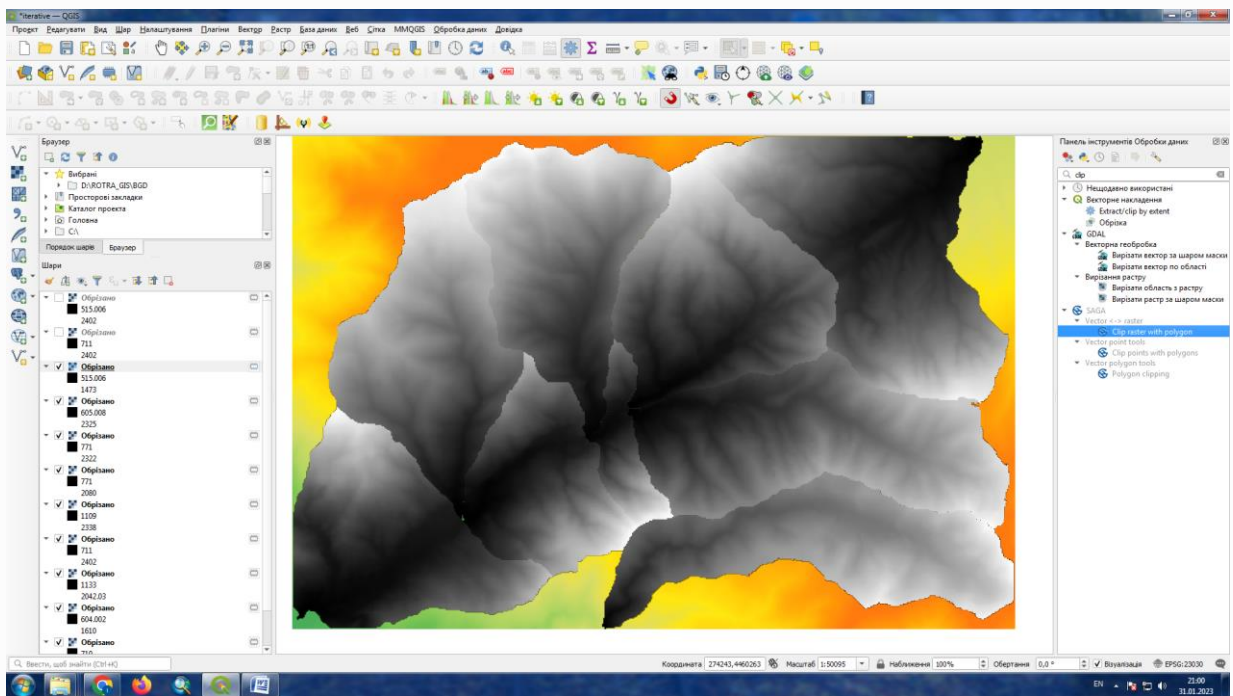 *iterative — QGIS
Проєкт Редагувати Вид Шар Налаштування Плагіни Вектор Растр База даних Веб Сітка MMQGIS Обробка даних Довідка
Браузер
Вибрані
D:\ROTRA_GIS\BGD
Просторові закладки
Каталог проекта
Головна
C:\
Порядок шарів Браузер
Шари
Обрізано
515.006
2402
Обрізано
711
2402
Обрізано
515.006
1473
Обрізано
605.008
2325
Обрізано
771
2322
Обрізано
771
2080
Обрізано
1109
2338
Обрізано
711
2402
Обрізано
1133
2042.03
Обрізано
604.002
1610
Обрізано
710
Панель інструментів Обробки даних
clip
Нещодавно використані
Векторне накладення
Extract/clip by extent
Обрізка
GDAL
Векторна геобробка
Вирізати вектор за шаром маски
Вирізати вектор по області
Вирізання растру
Вирізати область з растру
Вирізати растр за шаром маски
SAGA
Vector <-> raster
Clip raster with polygon
Vector point tools
Clip points with polygons
Vector polygon tools
Polygon clipping
Ввести, щоб знайти (Ctrl+K)
Координата 274243,4460263 Масштаб 1:50095 Наближення 100% Обертання 0,0 ° Візуалізація EPSG:23030
EN 21:00
31.01.2023